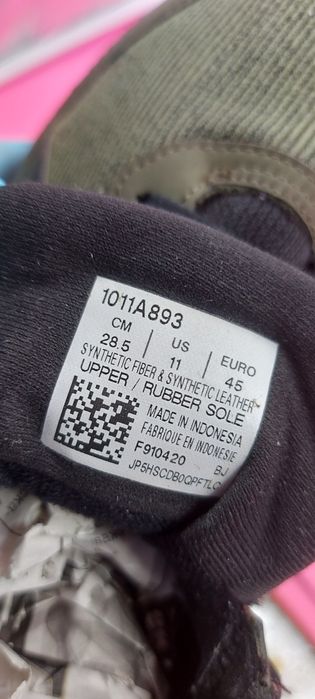 1011A893
CM | US | EURO
28.5 | 11 | 45
SYNTHETIC FIBER & SYNTHETIC LEATHER
UPPER / RUBBER SOLE
MADE IN INDONESIA
FABRIQUE EN INDONESIE
F910420 BJ